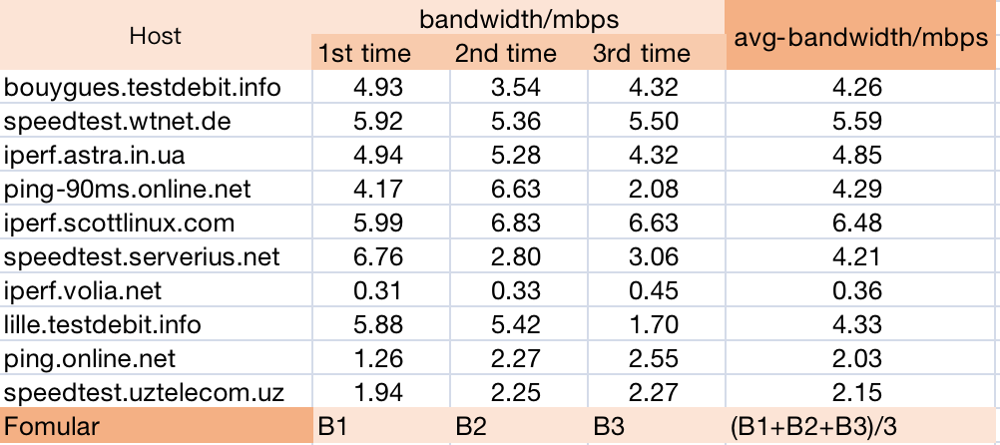 Host bandwidth/mbps avg-bandwidth/mbps
1st time 2nd time 3rd time
bouygues.testdebit.info 4.93 3.54 4.32 4.26
speedtest.wtnet.de 5.92 5.36 5.50 5.59
iperf.astra.in.ua 4.94 5.28 4.32 4.85
ping-90ms.online.net 4.17 6.63 2.08 4.29
iperf.scottlinux.com 5.99 6.83 6.63 6.48
speedtest.serverius.net 6.76 2.80 3.06 4.21
iperf.volia.net 0.31 0.33 0.45 0.36
lille.testdebit.info 5.88 5.42 1.70 4.33
ping.online.net 1.26 2.27 2.55 2.03
speedtest.uztelecom.uz 1.94 2.25 2.27 2.15
Fomular B1 B2 B3 (B1+B2+B3)/3